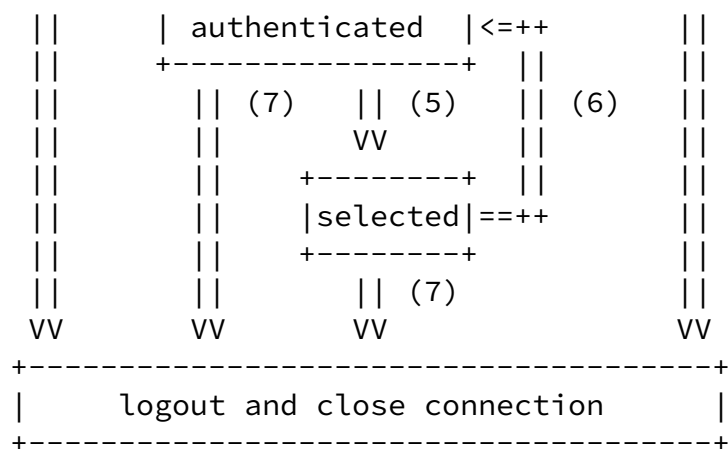 ||     | authenticated  |<=++       ||
||     +----------------+  ||       ||
||       || (7)   || (5)   || (6)   ||
||       ||       VV       ||       ||
||       ||    +--------+  ||       ||
||       ||    |selected|==++       ||
||       ||    +--------+           ||
||       ||       || (7)            ||
VV       VV       VV                VV
+-------------------------------------+
|     logout and close connection     |
+-------------------------------------+